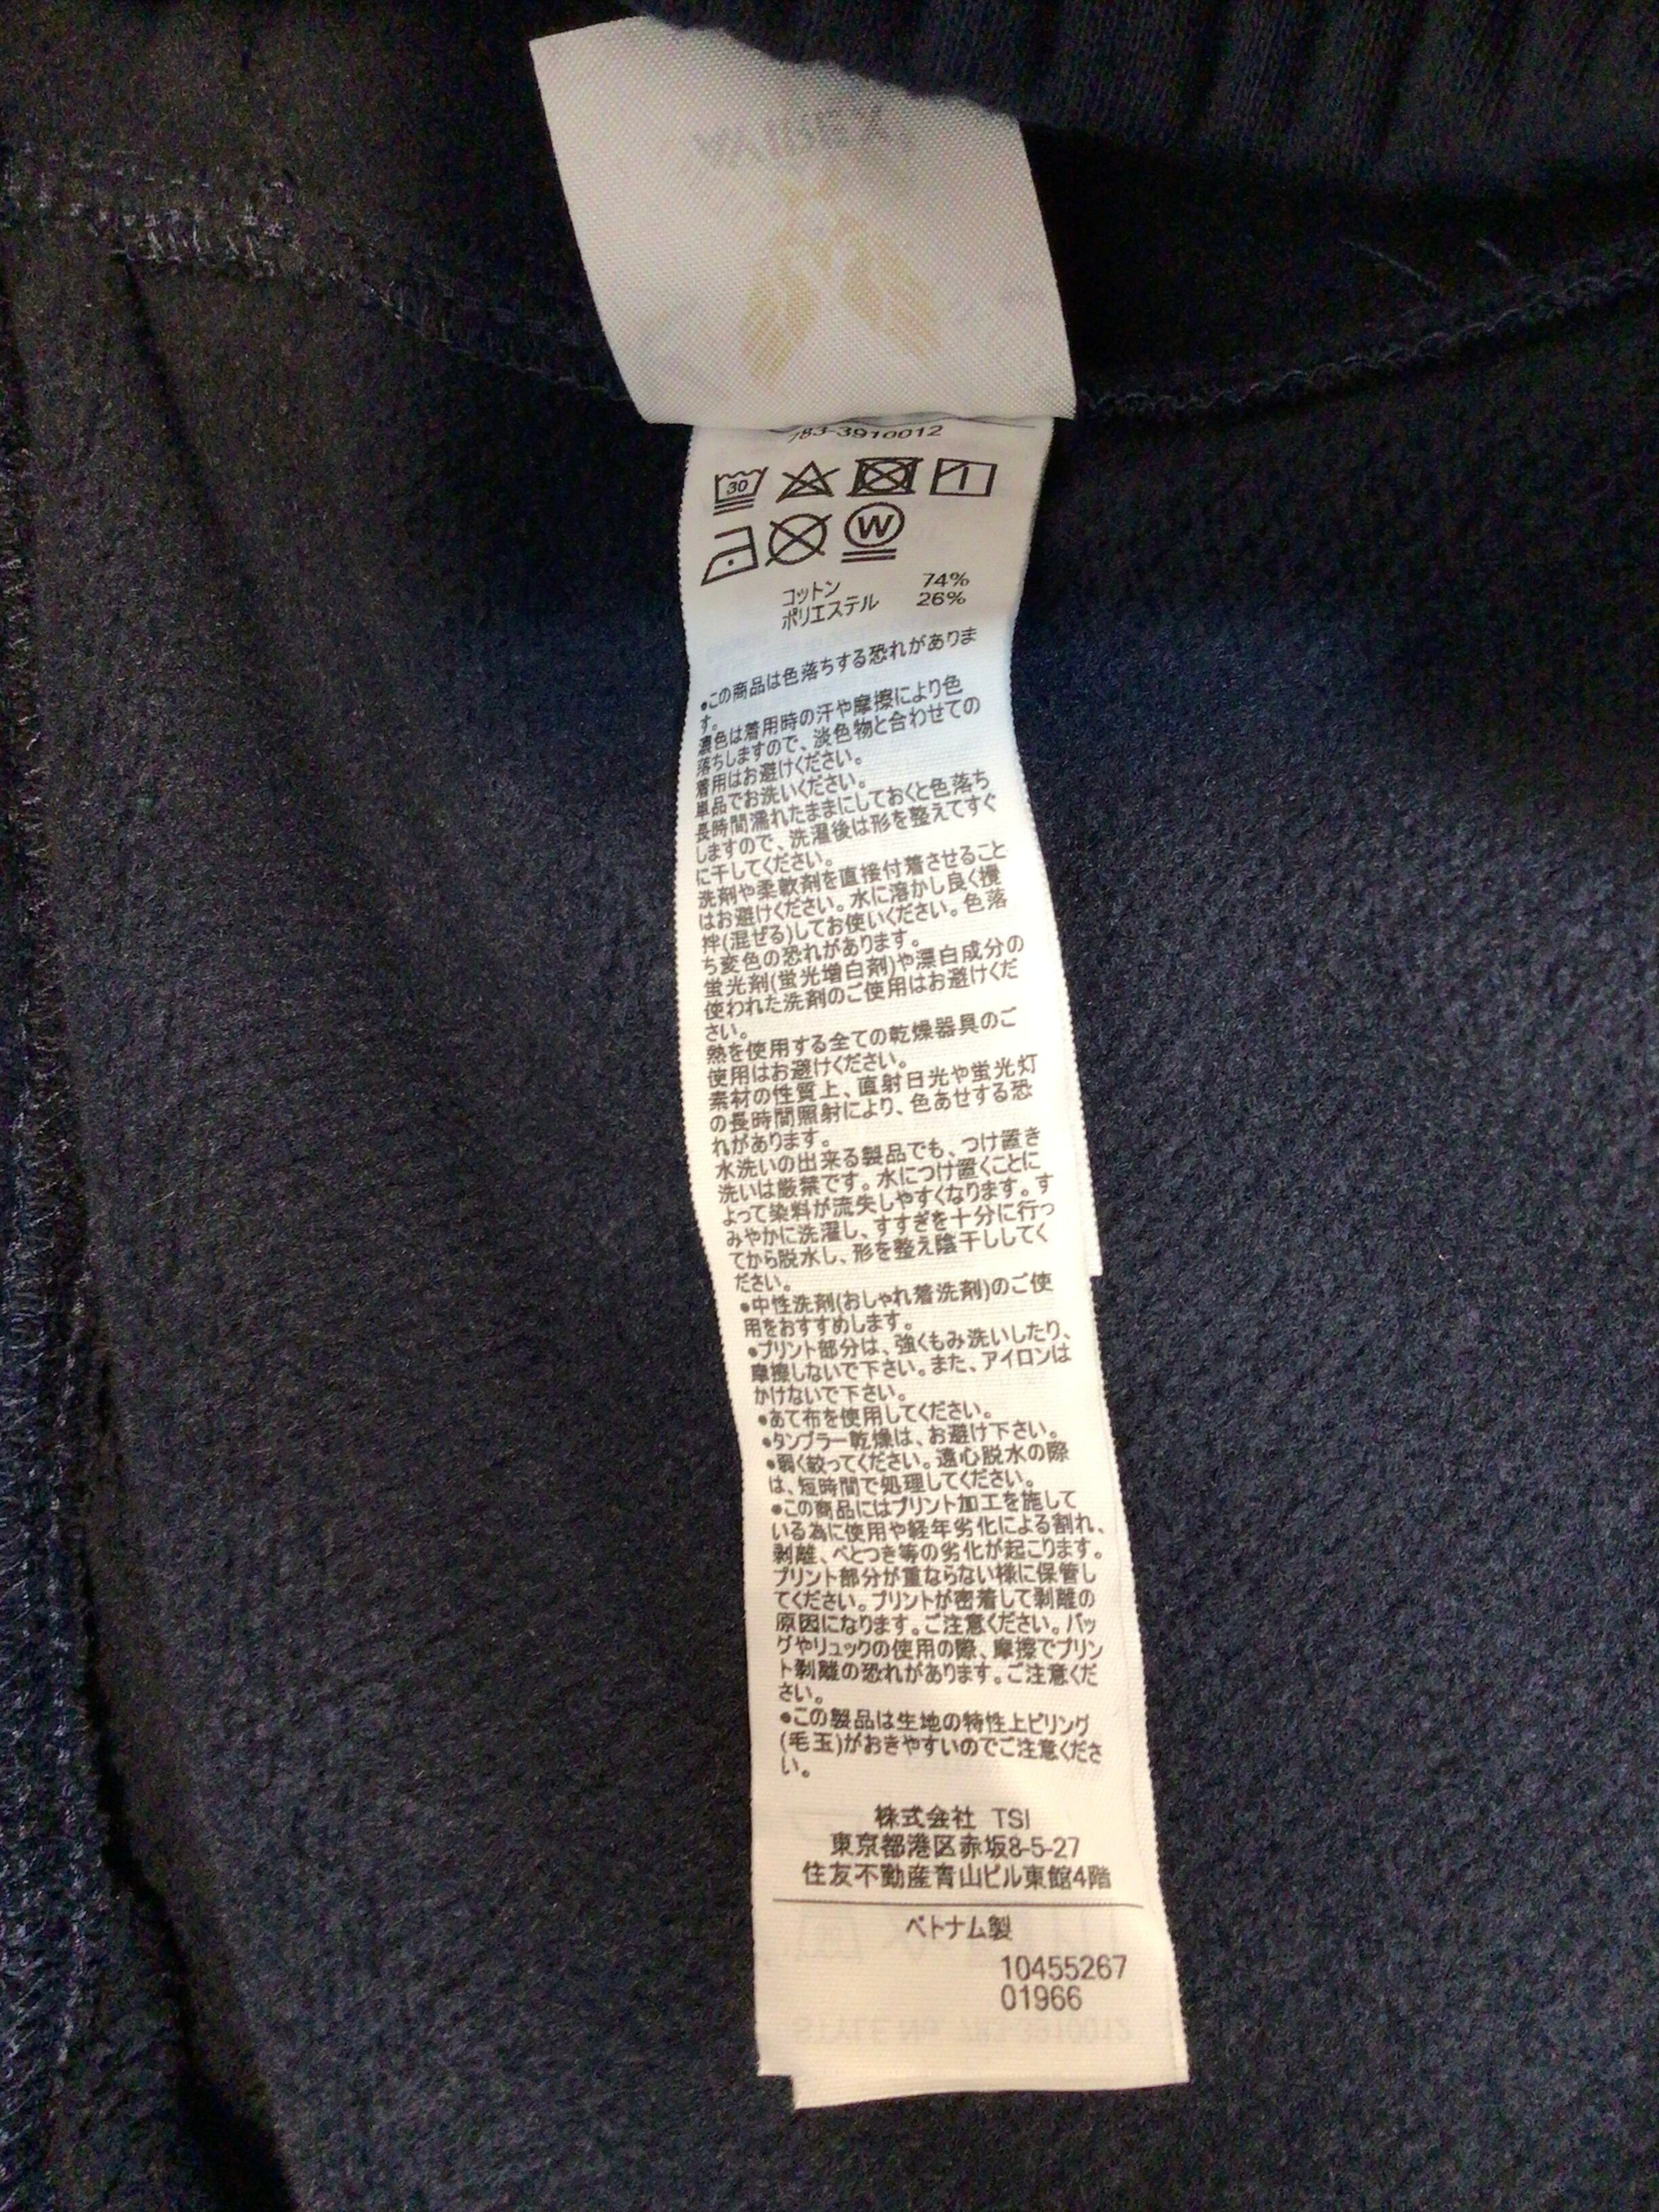 783-3910012
30
W
コットン 74%
ポリエステル 26%
●この商品は色落ちする恐れがありま
す。
濃色は着用時の汗や摩擦により色
落ちしますので、淡色物と合わせての
着用はお避けください。
単品でお洗いください。
長時間濡れたままにしておくと色落ち
しますので、洗濯後は形を整えてすぐ
に干してください。
洗剤や柔軟剤を直接付着させること
はお避けください。水に溶かし良く攪
拌(混ぜる)してお使いください。色落
ち変色の恐れがあります。
蛍光剤(蛍光増白剤)や漂白成分の
使われた洗剤のご使用はお避けくだ
さい。
熱を使用する全ての乾燥器具のご
使用はお避けください。
素材の性質上、直射日光や蛍光灯
の長時間照射により、色あせする恐
れがあります。
水洗いの出来る製品でも、つけ置き
洗いは厳禁です。水につけ置くことに
よって染料が流失しやすくなります。す
みやかに洗濯し、すすぎを十分に行っ
てから脱水し、形を整え陰干ししてく
ださい。
●中性洗剤(おしゃれ着洗剤)のご使
用をおすすめします。
●プリント部分は、強くもみ洗いしたり、
摩擦しないで下さい。また、アイロンは
かけないで下さい。
●あて布を使用してください。
●タンブラー乾燥は、お避け下さい。
●弱く絞ってください。遠心脱水の際
は、短時間で処理してください。
●この商品にはプリント加工を施して
いる為に使用や経年劣化による割れ、
剥離、べとつき等の劣化が起こります。
プリント部分が重ならない様に保管し
てください。プリントが密着して剥離の
原因になります。ご注意ください。バッ
グやリュックの使用の際、摩擦でプリン
ト剥離の恐れがあります。ご注意くだ
さい。
●この製品は生地の特性上ピリング
(毛玉)がおきやすいのでご注意くださ
い。
株式会社 TSI
東京都港区赤坂8-5-27
住友不動産青山ビル東館4階
ベトナム製
10455267
01966